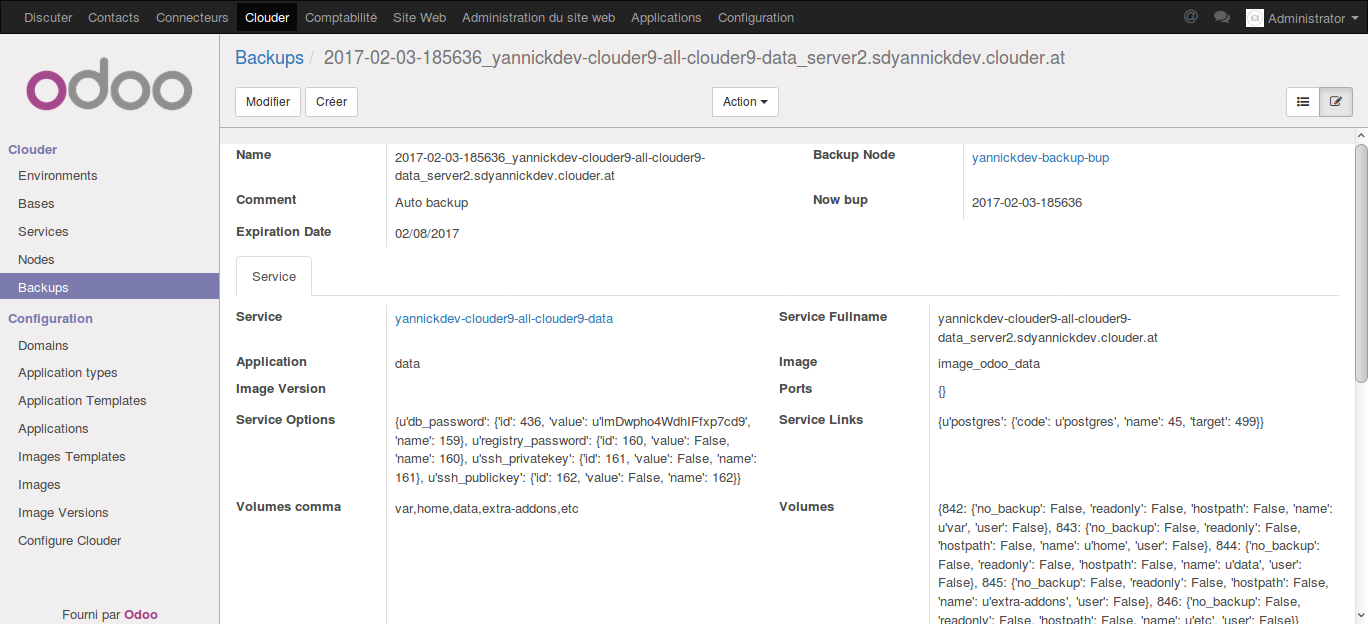 Discuter Contacts Connecteurs Clouder Comptabilité Site Web Administration du site web Applications Configuration @ Administrator
odoo
Clouder
Environments
Bases
Services
Nodes
Backups
Configuration
Domains
Application types
Application Templates
Applications
Images Templates
Images
Image Versions
Configure Clouder
Fourni par Odoo
Backups / 2017-02-03-185636_yannickdev-clouder9-all-clouder9-data_server2.sdyannickdev.clouder.at
Modifier Créer Action
Name 2017-02-03-185636_yannickdev-clouder9-all-clouder9-
data_server2.sdyannickdev.clouder.at
Backup Node yannickdev-backup-bup
Comment Auto backup
Now bup 2017-02-03-185636
Expiration Date 02/08/2017
Service
Service yannickdev-clouder9-all-clouder9-data
Service Fullname yannickdev-clouder9-all-clouder9-
data_server2.sdyannickdev.clouder.at
Application data
Image image_odoo_data
Image Version
Ports {}
Service Options {u'db_password': {'id': 436, 'value': u'lmDwpho4WdhIFfxp7cd9',
'name': 159}, u'registry_password': {'id': 160, 'value': False,
'name': 160}, u'ssh_privatekey': {'id': 161, 'value': False, 'name':
161}, u'ssh_publickey': {'id': 162, 'value': False, 'name': 162}}
Service Links {u'postgres': {'code': u'postgres', 'name': 45, 'target': 499}}
Volumes comma var,home,data,extra-addons,etc
Volumes {842: {'no_backup': False, 'readonly': False, 'hostpath': False, 'name':
u'var', 'user': False}, 843: {'no_backup': False, 'readonly': False,
'hostpath': False, 'name': u'home', 'user': False}, 844: {'no_backup':
False, 'readonly': False, 'hostpath': False, 'name': u'data', 'user':
False}, 845: {'no_backup': False, 'readonly': False, 'hostpath': False,
'name': u'extra-addons', 'user': False}, 846: {'no_backup': False,
'readonly': False, 'hostpath': False, 'name': u'etc', 'user': False}}